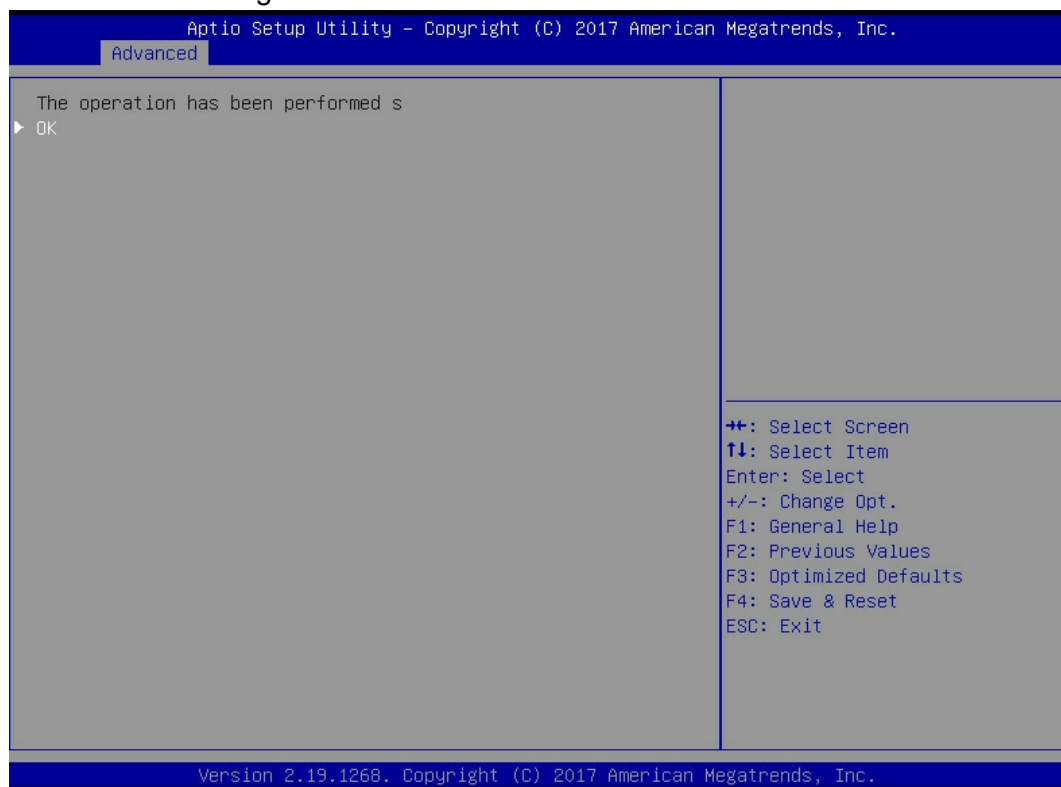 Aptio Setup Utility – Copyright (C) 2017 American Megatrends, Inc.
Advanced
The operation has been performed s
▶ OK
→←: Select Screen
↑↓: Select Item
Enter: Select
+/-: Change Opt.
F1: General Help
F2: Previous Values
F3: Optimized Defaults
F4: Save & Reset
ESC: Exit
Version 2.19.1268. Copyright (C) 2017 American Megatrends, Inc.